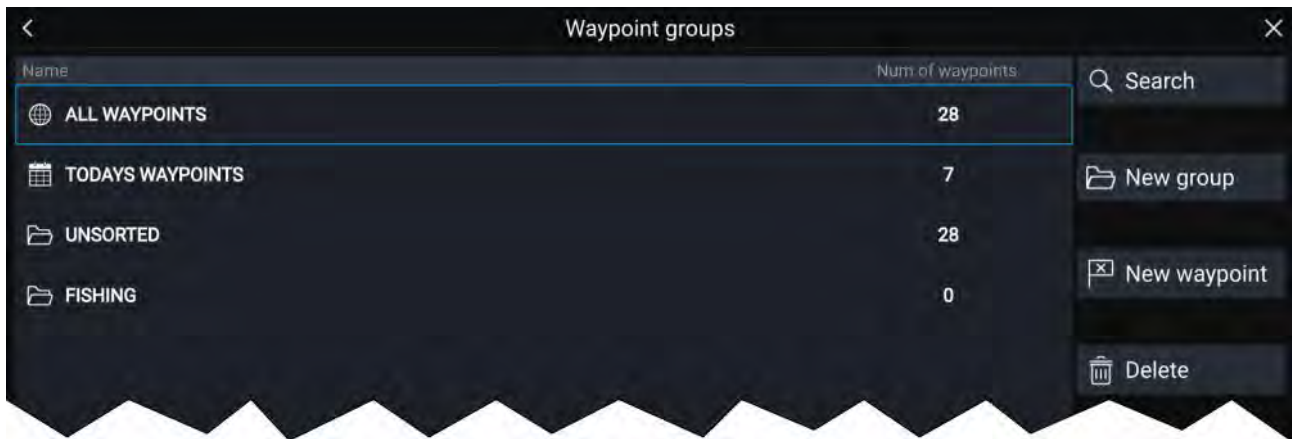 Waypoint groups
Name Num of waypoints
ALL WAYPOINTS 28
TODAYS WAYPOINTS 7
UNSORTED 28
FISHING 0
Search
New group
New waypoint
Delete